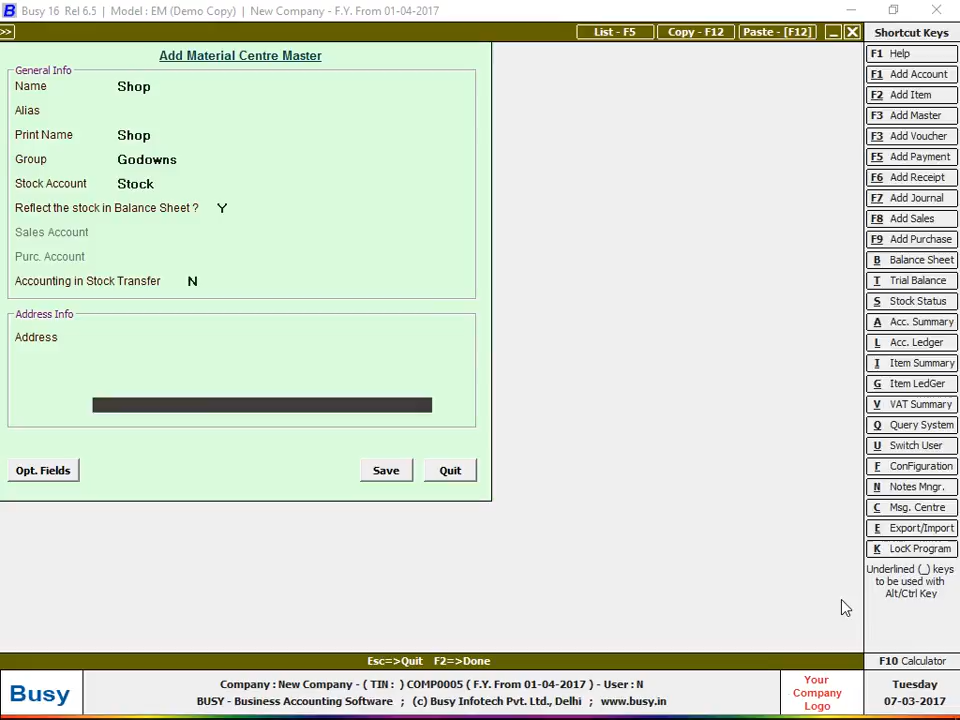 B Busy 16 Rel 6.5 | Model : EM (Demo Copy) | New Company - F.Y. From 01-04-2017
>>
List - F5
Copy - F12
Paste - [F12]
Add Material Centre Master
General Info
Name Shop
Alias
Print Name Shop
Group Godowns
Stock Account Stock
Reflect the stock in Balance Sheet ? Y
Sales Account
Purc. Account
Accounting in Stock Transfer N
Address Info
Address
Opt. Fields
Save
Quit
Shortcut Keys
F1 Help
F1 Add Account
F2 Add Item
F3 Add Master
F3 Add Voucher
F5 Add Payment
F6 Add Receipt
F7 Add Journal
F8 Add Sales
F9 Add Purchase
B Balance Sheet
T Trial Balance
S Stock Status
A Acc. Summary
L Acc. Ledger
I Item Summary
G Item LedGer
V VAT Summary
Q Query System
U Switch User
F ConFiguration
N Notes Mngr.
C Msg. Centre
E Export/Import
K LocK Program
Underlined (_) keys
to be used with
Alt/Ctrl Key
Esc=>Quit F2=>Done
F10 Calculator
Busy
Company : New Company - ( TIN : ) COMP0005 ( F.Y. From 01-04-2017 ) - User : N
BUSY - Business Accounting Software ; (c) Busy Infotech Pvt. Ltd., Delhi ; www.busy.in
Your
Company
Logo
Tuesday
07-03-2017